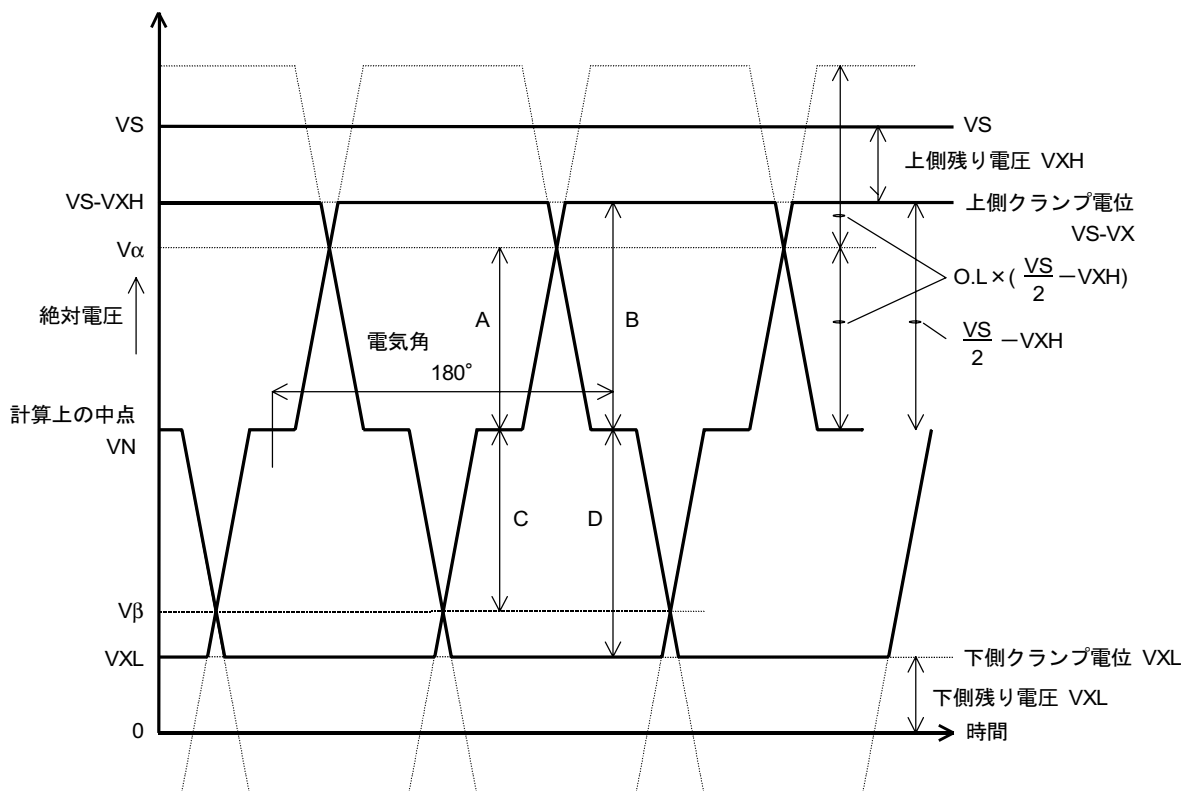 VS
VS
上側残り電圧 VXH
VS-VXH
上側クランプ電位
VS-VX
Vα
O.L×( VS/2 －VXH)
絶対電圧
A
B
VS/2 －VXH
電気角
180°
計算上の中点
VN
C
D
Vβ
VXL
下側クランプ電位 VXL
下側残り電圧 VXL
0
時間